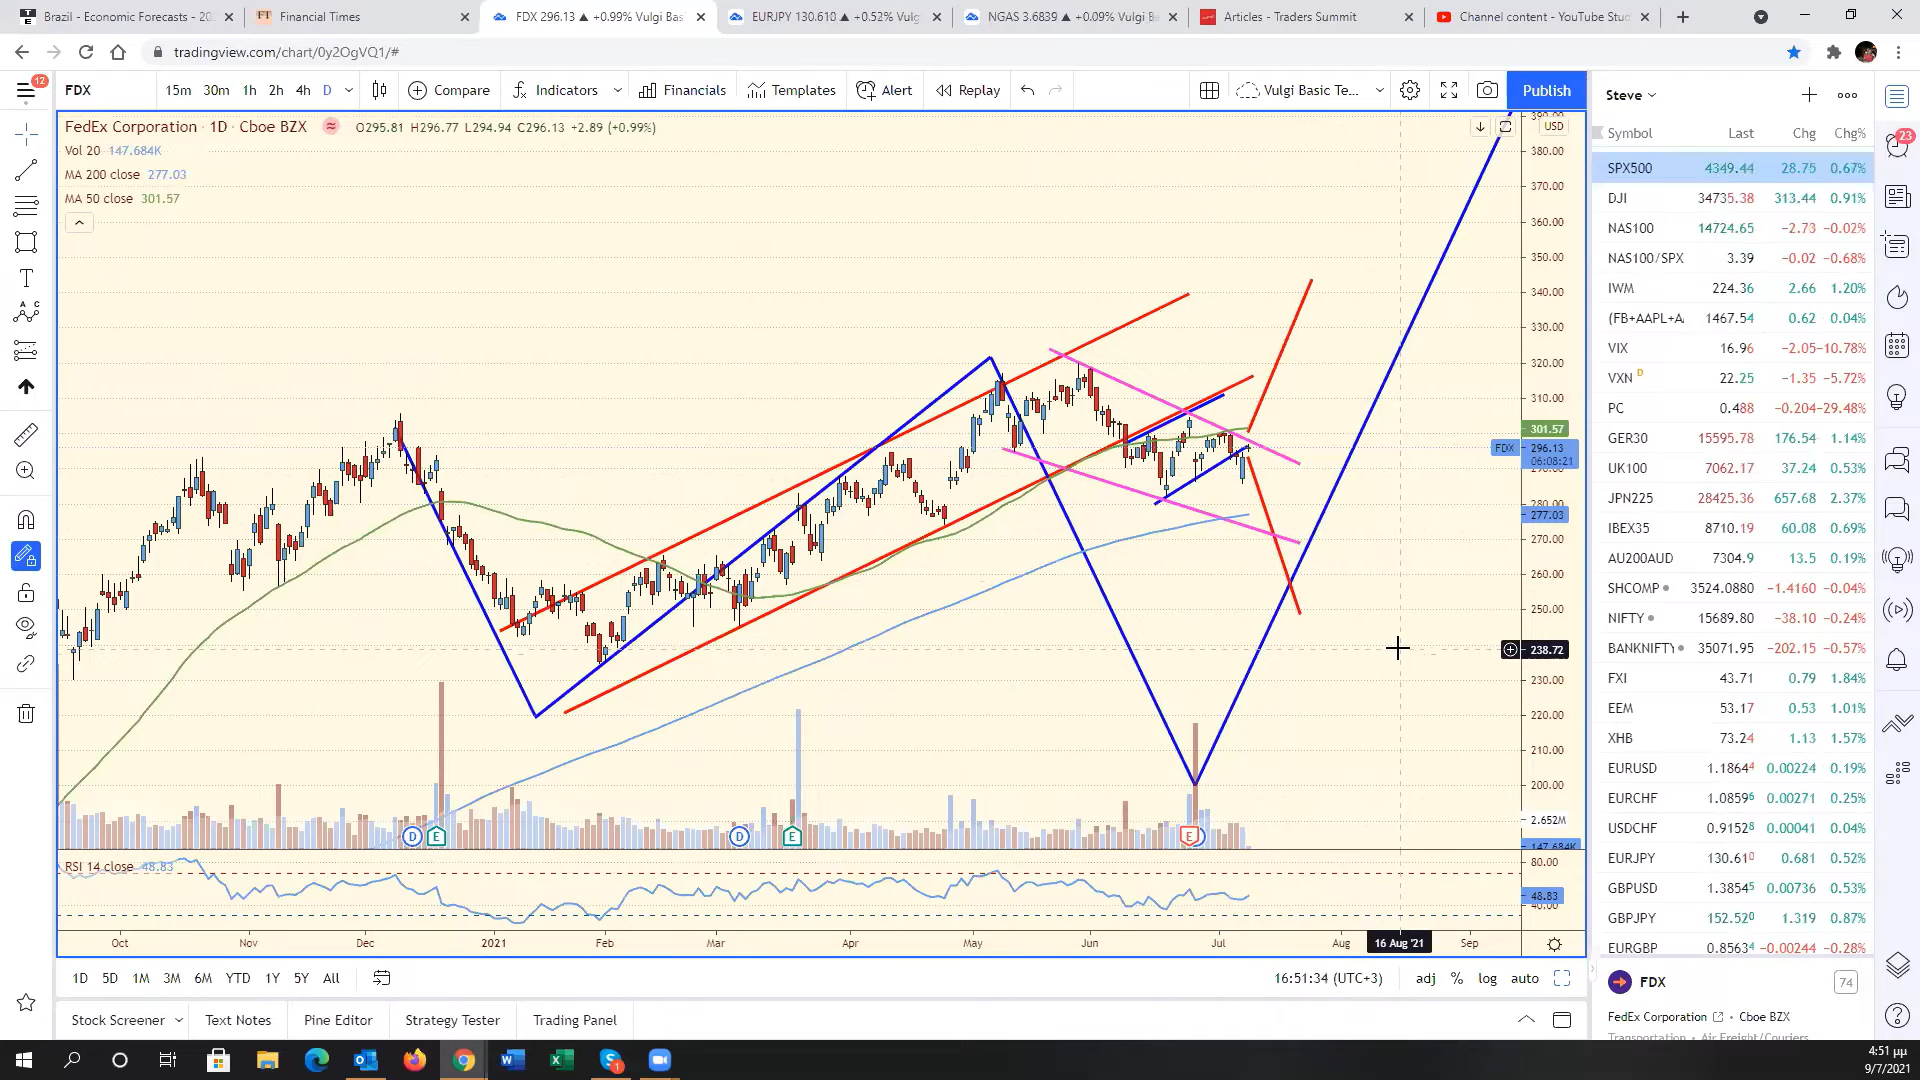 Brazil - Economic Forecasts - 20
Financial Times
FDX 296.13 ▲ +0.99% Vulgi Bas
EURJPY 130.610 ▲ +0.52% Vulg
NGAS 3.6839 ▲ +0.09% Vulgi B
Articles - Traders Summit
Channel content - YouTube Stu
tradingview.com/chart/0y2OgVQ1/#
12
FDX
15m 30m 1h 2h 4h D
Compare
Indicators
Financials
Templates
Alert
Replay
Vulgi Basic Te...
Publish
FedEx Corporation · 1D · Cboe BZX
O295.81 H296.77 L294.94 C296.13 +2.89 (+0.99%)
Vol 20 147.684K
MA 200 close 277.03
MA 50 close 301.57
USD
390.00
380.00
370.00
360.00
350.00
340.00
330.00
320.00
310.00
301.57
FDX 296.13
06:08:21
290.00
280.00
277.03
270.00
260.00
250.00
238.72
230.00
220.00
210.00
200.00
2.652M
147.684K
D E D E E
RSI 14 close 48.83
80.00
48.83
40.00
Oct Nov Dec 2021 Feb Mar Apr May Jun Jul Aug 16 Aug '21 Sep
1D 5D 1M 3M 6M YTD 1Y 5Y All
16:51:34 (UTC+3) adj % log auto
Stock Screener Text Notes Pine Editor Strategy Tester Trading Panel
Steve
Symbol Last Chg Chg%
SPX500 4349.44 28.75 0.67%
DJI 34735.38 313.44 0.91%
NAS100 14724.65 −2.73 −0.02%
NAS100/SPX 3.39 −0.02 −0.68%
IWM 224.36 2.66 1.20%
(FB+AAPL+A 1467.54 0.62 0.04%
VIX 16.96 −2.05 −10.78%
VXN D 22.25 −1.35 −5.72%
PC 0.488 −0.204 −29.48%
GER30 15595.78 176.54 1.14%
UK100 7062.17 37.24 0.53%
JPN225 28425.36 657.68 2.37%
IBEX35 8710.19 60.08 0.69%
AU200AUD 7304.9 13.5 0.19%
SHCOMP 3524.0880 −1.4160 −0.04%
NIFTY 15689.80 −38.10 −0.24%
BANKNIFTY 35071.95 −202.15 −0.57%
FXI 43.71 0.79 1.84%
EEM 53.17 0.53 1.01%
XHB 73.24 1.13 1.57%
EURUSD 1.1864⁴ 0.00224 0.19%
EURCHF 1.0859⁶ 0.00271 0.25%
USDCHF 0.9152⁸ 0.00041 0.04%
EURJPY 130.61⁰ 0.681 0.52%
GBPUSD 1.3854⁵ 0.00736 0.53%
GBPJPY 152.52⁰ 1.319 0.87%
EURGBP 0.8563⁴ −0.00244 −0.28%
FDX
74
FedEx Corporation Cboe BZX
Transportation · Air Freight/Couriers
23
4:51 μμ
9/7/2021